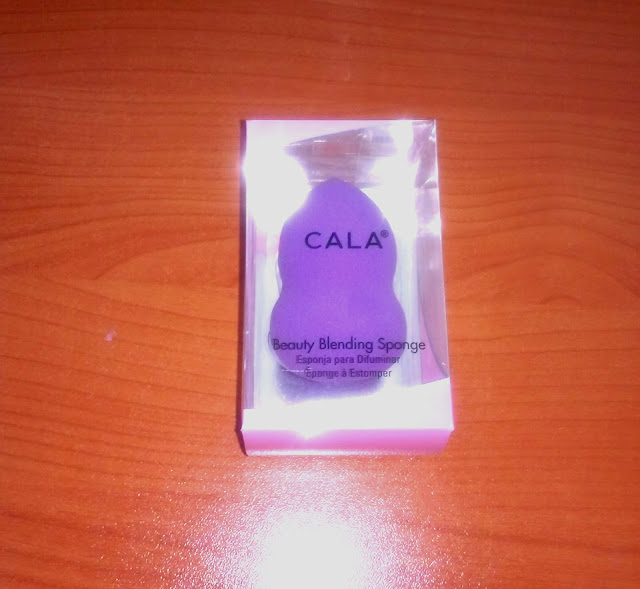 CALA®
Beauty Blending Sponge
Esponja para Difuminar
Éponge à Estomper